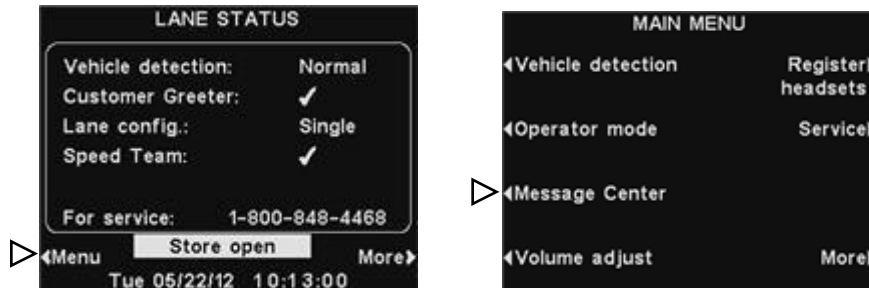 LANE STATUS
Vehicle detection: Normal
Customer Greeter: ✓
Lane config.: Single
Speed Team: ✓
For service: 1-800-848-4468
Store open
Menu More
Tue 05/22/12 10:13:00
MAIN MENU
Vehicle detection Register
headsets
Operator mode Service
Message Center
Volume adjust More